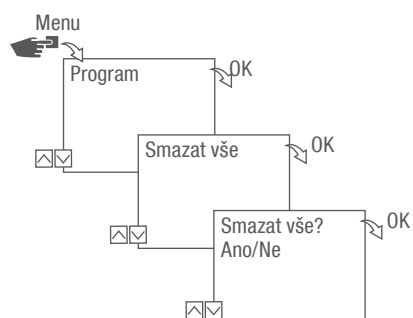 Menu
Program
OK
Smazat vše
OK
Smazat vše?
Ano/Ne
OK